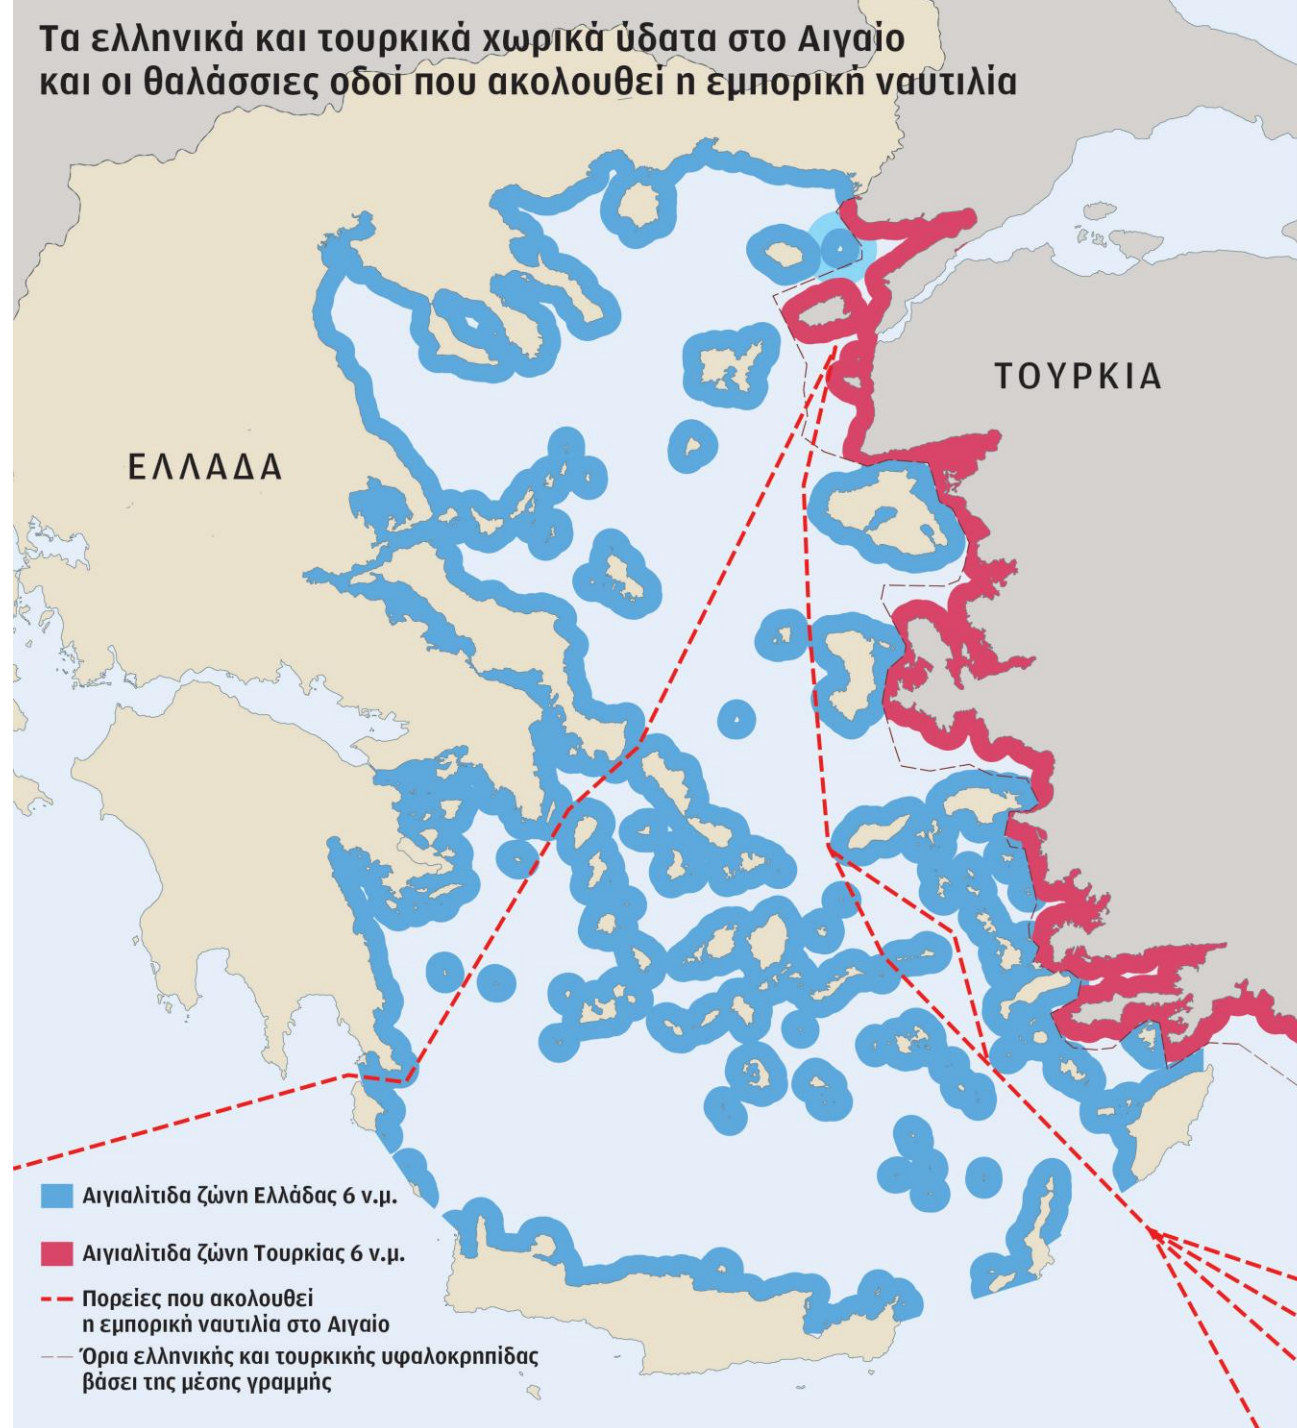 Τα ελληνικά και τουρκικά χωρικά ύδατα στο Αιγαίο
και οι θαλάσσιες οδοί που ακολουθεί η εμπορική ναυτιλία
ΤΟΥΡΚΙΑ
ΕΛΛΑΔΑ
Αιγιαλίτιδα ζώνη Ελλάδας 6 ν.μ.
Αιγιαλίτιδα ζώνη Τουρκίας 6 ν.μ.
Πορείες που ακολουθεί
η εμπορική ναυτιλία στο Αιγαίο
Όρια ελληνικής και τουρκικής υφαλοκρηπίδας
βάσει της μέσης γραμμής